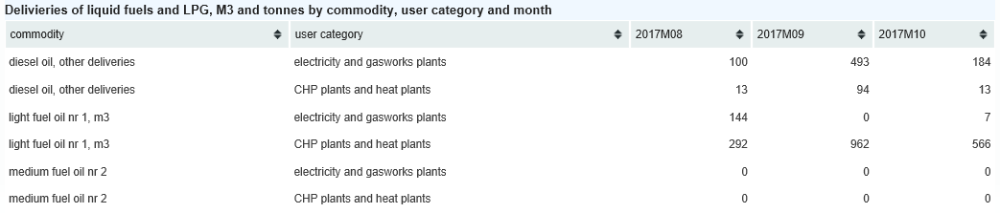 Delivieries of liquid fuels and LPG, M3 and tonnes by commodity, user category and month
commodity user category 2017M08 2017M09 2017M10
diesel oil, other deliveries electricity and gasworks plants 100 493 184
diesel oil, other deliveries CHP plants and heat plants 13 94 13
light fuel oil nr 1, m3 electricity and gasworks plants 144 0 7
light fuel oil nr 1, m3 CHP plants and heat plants 292 962 566
medium fuel oil nr 2 electricity and gasworks plants 0 0 0
medium fuel oil nr 2 CHP plants and heat plants 0 0 0